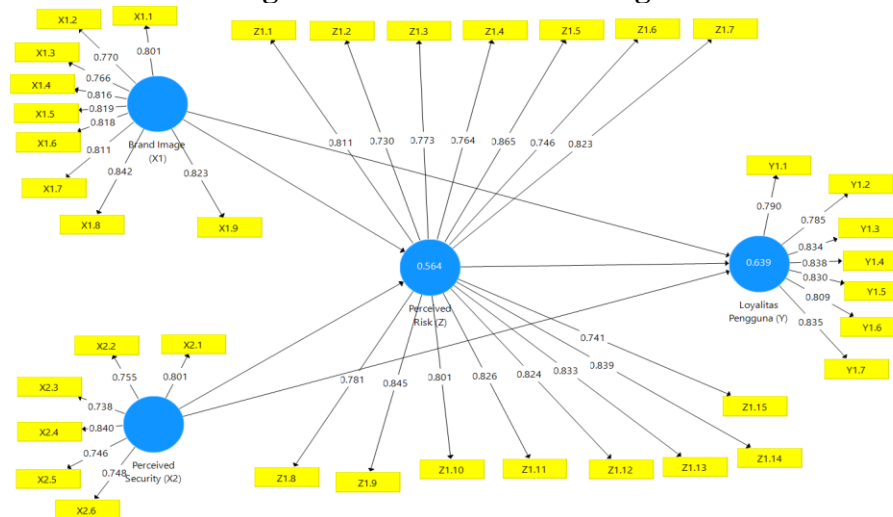 X1.1
X1.2
X1.3
X1.4
X1.5
X1.6
X1.7
X1.8
X1.9
0.801
0.770
0.766
0.816
0.819
0.818
0.811
0.842
0.823
Brand Image
(X1)
Z1.1
Z1.2
Z1.3
Z1.4
Z1.5
Z1.6
Z1.7
0.811
0.730
0.773
0.764
0.865
0.746
0.823
0.564
Perceived
Risk (Z)
Y1.1
Y1.2
Y1.3
Y1.4
Y1.5
Y1.6
Y1.7
0.790
0.785
0.834
0.838
0.830
0.809
0.835
0.639
Loyalitas
Pengguna (Y)
X2.1
X2.2
X2.3
X2.4
X2.5
X2.6
0.801
0.755
0.738
0.840
0.746
0.748
Perceived
Security (X2)
0.781
0.845
0.801
0.826
0.824
0.833
0.839
0.741
Z1.8
Z1.9
Z1.10
Z1.11
Z1.12
Z1.13
Z1.14
Z1.15